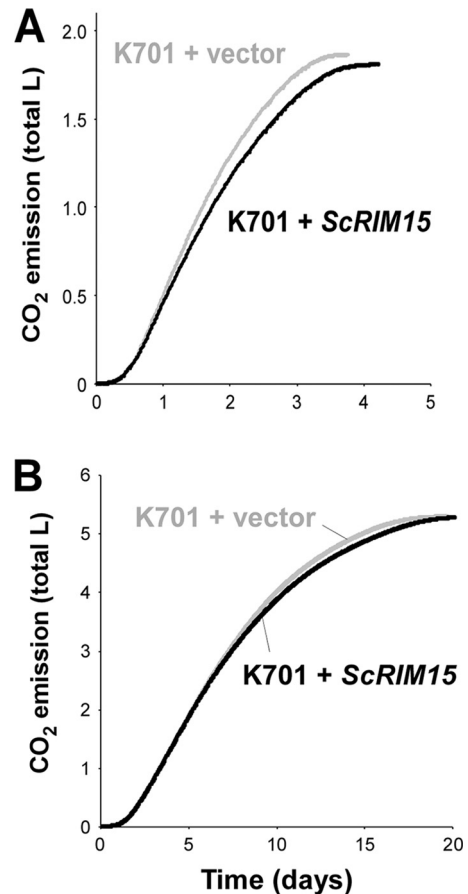 A
CO₂ emission (total L)
2.0
1.5
1.0
0.5
0
K701 + vector
K701 + ScRIM15
0 1 2 3 4 5
B
CO₂ emission (total L)
6
5
4
3
2
1
0
K701 + vector
K701 + ScRIM15
0 5 10 15 20
Time (days)